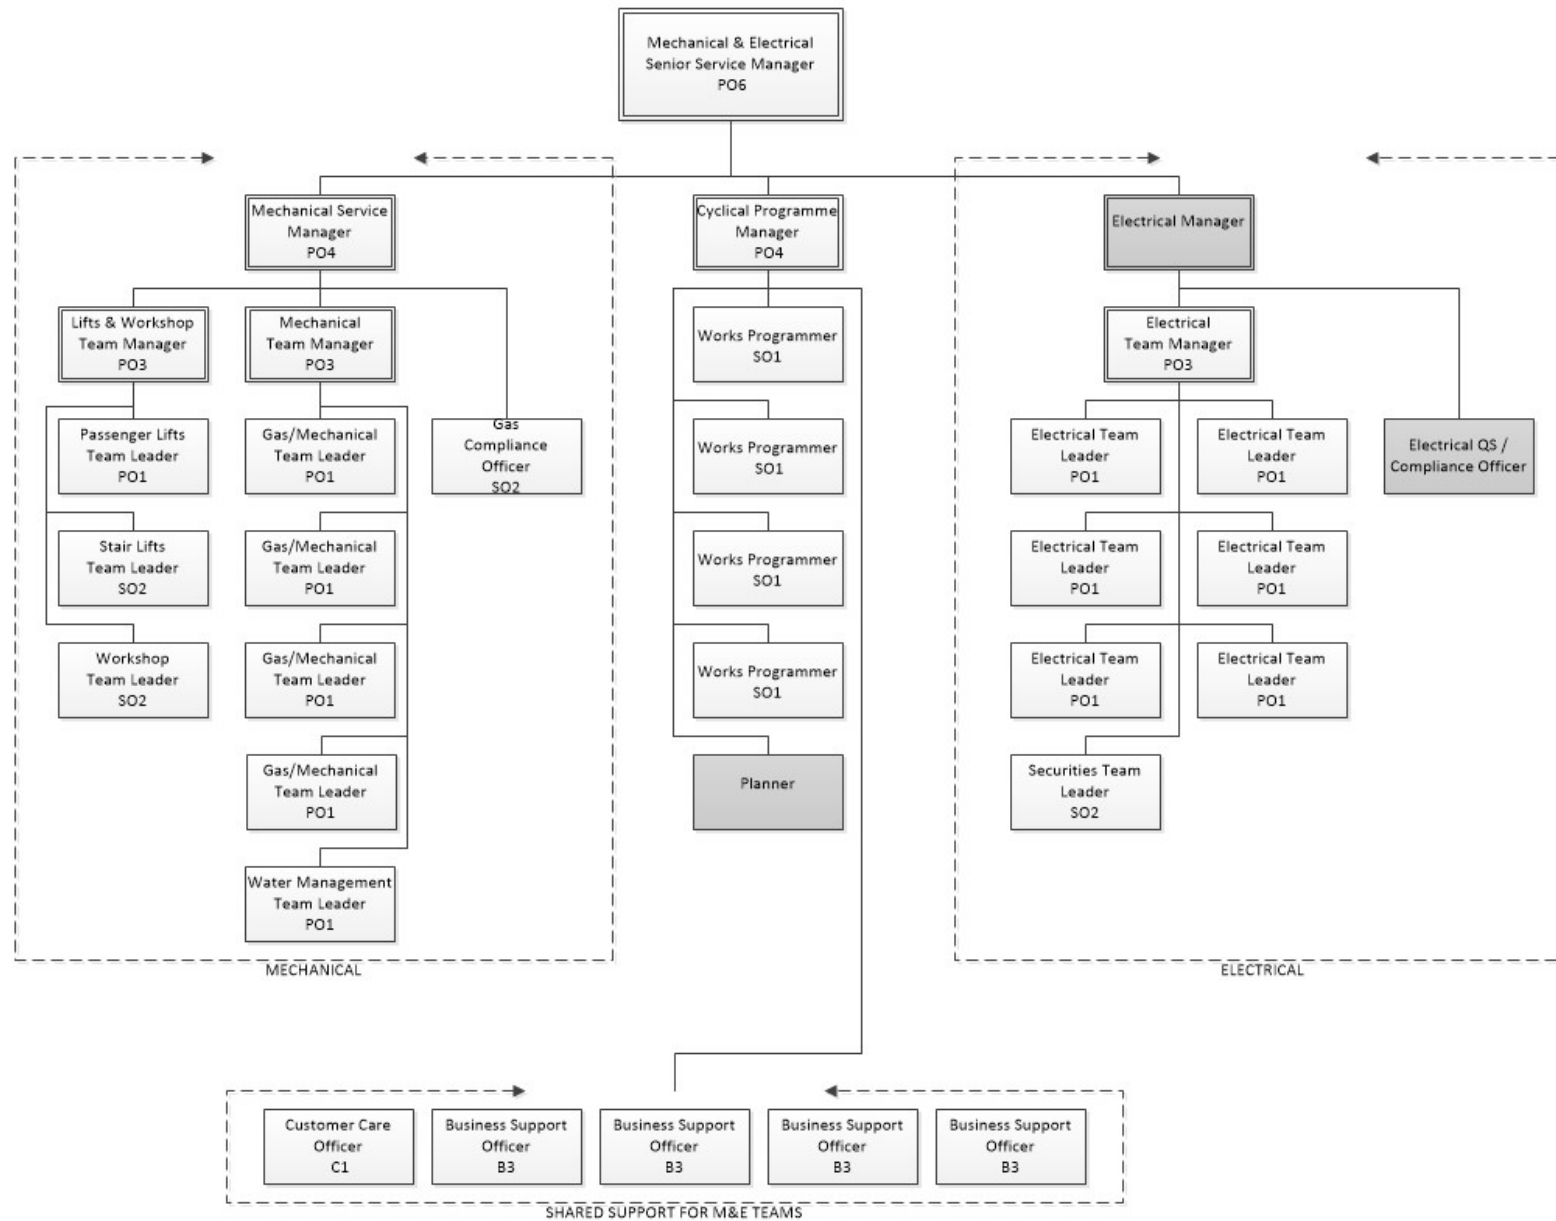 Mechanical & Electrical
Senior Service Manager
PO6
Mechanical Service
Manager
PO4
Cyclical Programme
Manager
PO4
Electrical Manager
Lifts & Workshop
Team Manager
PO3
Mechanical
Team Manager
PO3
Gas
Compliance
Officer
SO2
Passenger Lifts
Team Leader
PO1
Stair Lifts
Team Leader
SO2
Workshop
Team Leader
SO2
Gas/Mechanical
Team Leader
PO1
Gas/Mechanical
Team Leader
PO1
Gas/Mechanical
Team Leader
PO1
Gas/Mechanical
Team Leader
PO1
Water Management
Team Leader
PO1
MECHANICAL
Works Programmer
SO1
Works Programmer
SO1
Works Programmer
SO1
Works Programmer
SO1
Planner
Electrical
Team Manager
PO3
Electrical Team
Leader
PO1
Electrical Team
Leader
PO1
Electrical QS /
Compliance Officer
Electrical Team
Leader
PO1
Electrical Team
Leader
PO1
Electrical Team
Leader
PO1
Electrical Team
Leader
PO1
Securities Team
Leader
SO2
ELECTRICAL
Customer Care
Officer
C1
Business Support
Officer
B3
Business Support
Officer
B3
Business Support
Officer
B3
Business Support
Officer
B3
SHARED SUPPORT FOR M&E TEAMS